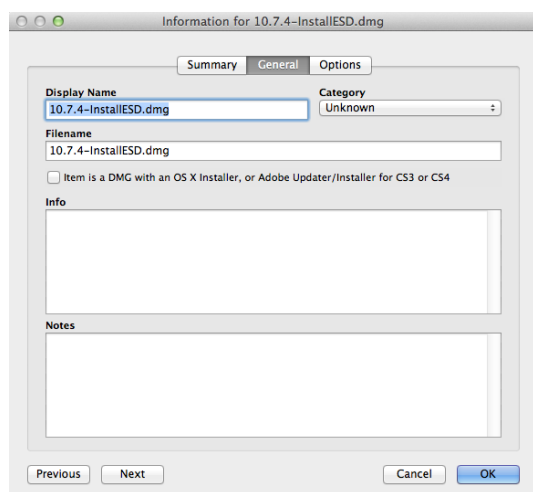 Information for 10.7.4-InstallESD.dmg
Summary General Options
Display Name Category
10.7.4-InstallESD.dmg Unknown
Filename
10.7.4-InstallESD.dmg
Item is a DMG with an OS X Installer, or Adobe Updater/Installer for CS3 or CS4
Info
Notes
Previous Next Cancel OK